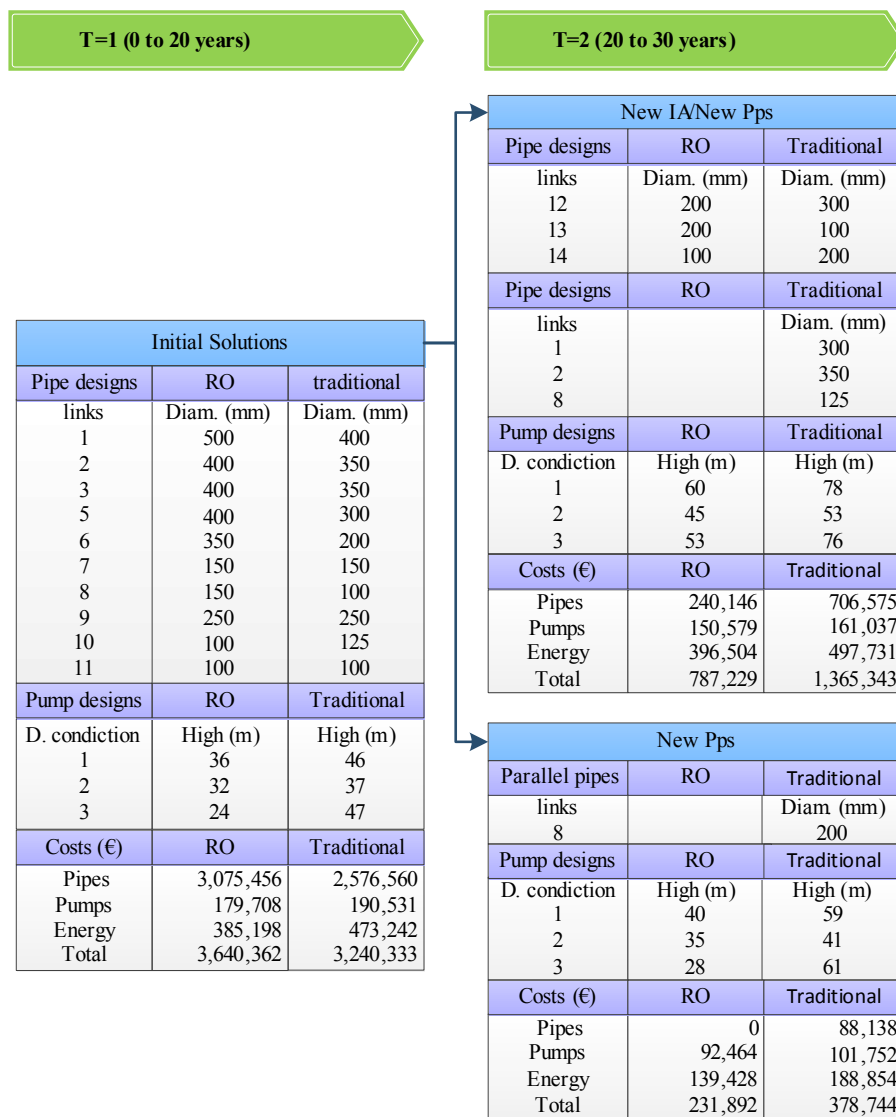 T=1 (0 to 20 years)
T=2 (20 to 30 years)
Initial Solutions
Pipe designs RO traditional
links Diam. (mm) Diam. (mm)
1 500 400
2 400 350
3 400 350
5 400 300
6 350 200
7 150 150
8 150 100
9 250 250
10 100 125
11 100 100
Pump designs RO Traditional
D. condiction High (m) High (m)
1 36 46
2 32 37
3 24 47
Costs (€) RO Traditional
Pipes 3,075,456 2,576,560
Pumps 179,708 190,531
Energy 385,198 473,242
Total 3,640,362 3,240,333
New IA/New Pps
Pipe designs RO Traditional
links Diam. (mm) Diam. (mm)
12 200 300
13 200 100
14 100 200
Pipe designs RO Traditional
links Diam. (mm)
1 300
2 350
8 125
Pump designs RO Traditional
D. condiction High (m) High (m)
1 60 78
2 45 53
3 53 76
Costs (€) RO Traditional
Pipes 240,146 706,575
Pumps 150,579 161,037
Energy 396,504 497,731
Total 787,229 1,365,343
New Pps
Parallel pipes RO Traditional
links Diam. (mm)
8 200
Pump designs RO Traditional
D. condiction High (m) High (m)
1 40 59
2 35 41
3 28 61
Costs (€) RO Traditional
Pipes 0 88,138
Pumps 92,464 101,752
Energy 139,428 188,854
Total 231,892 378,744